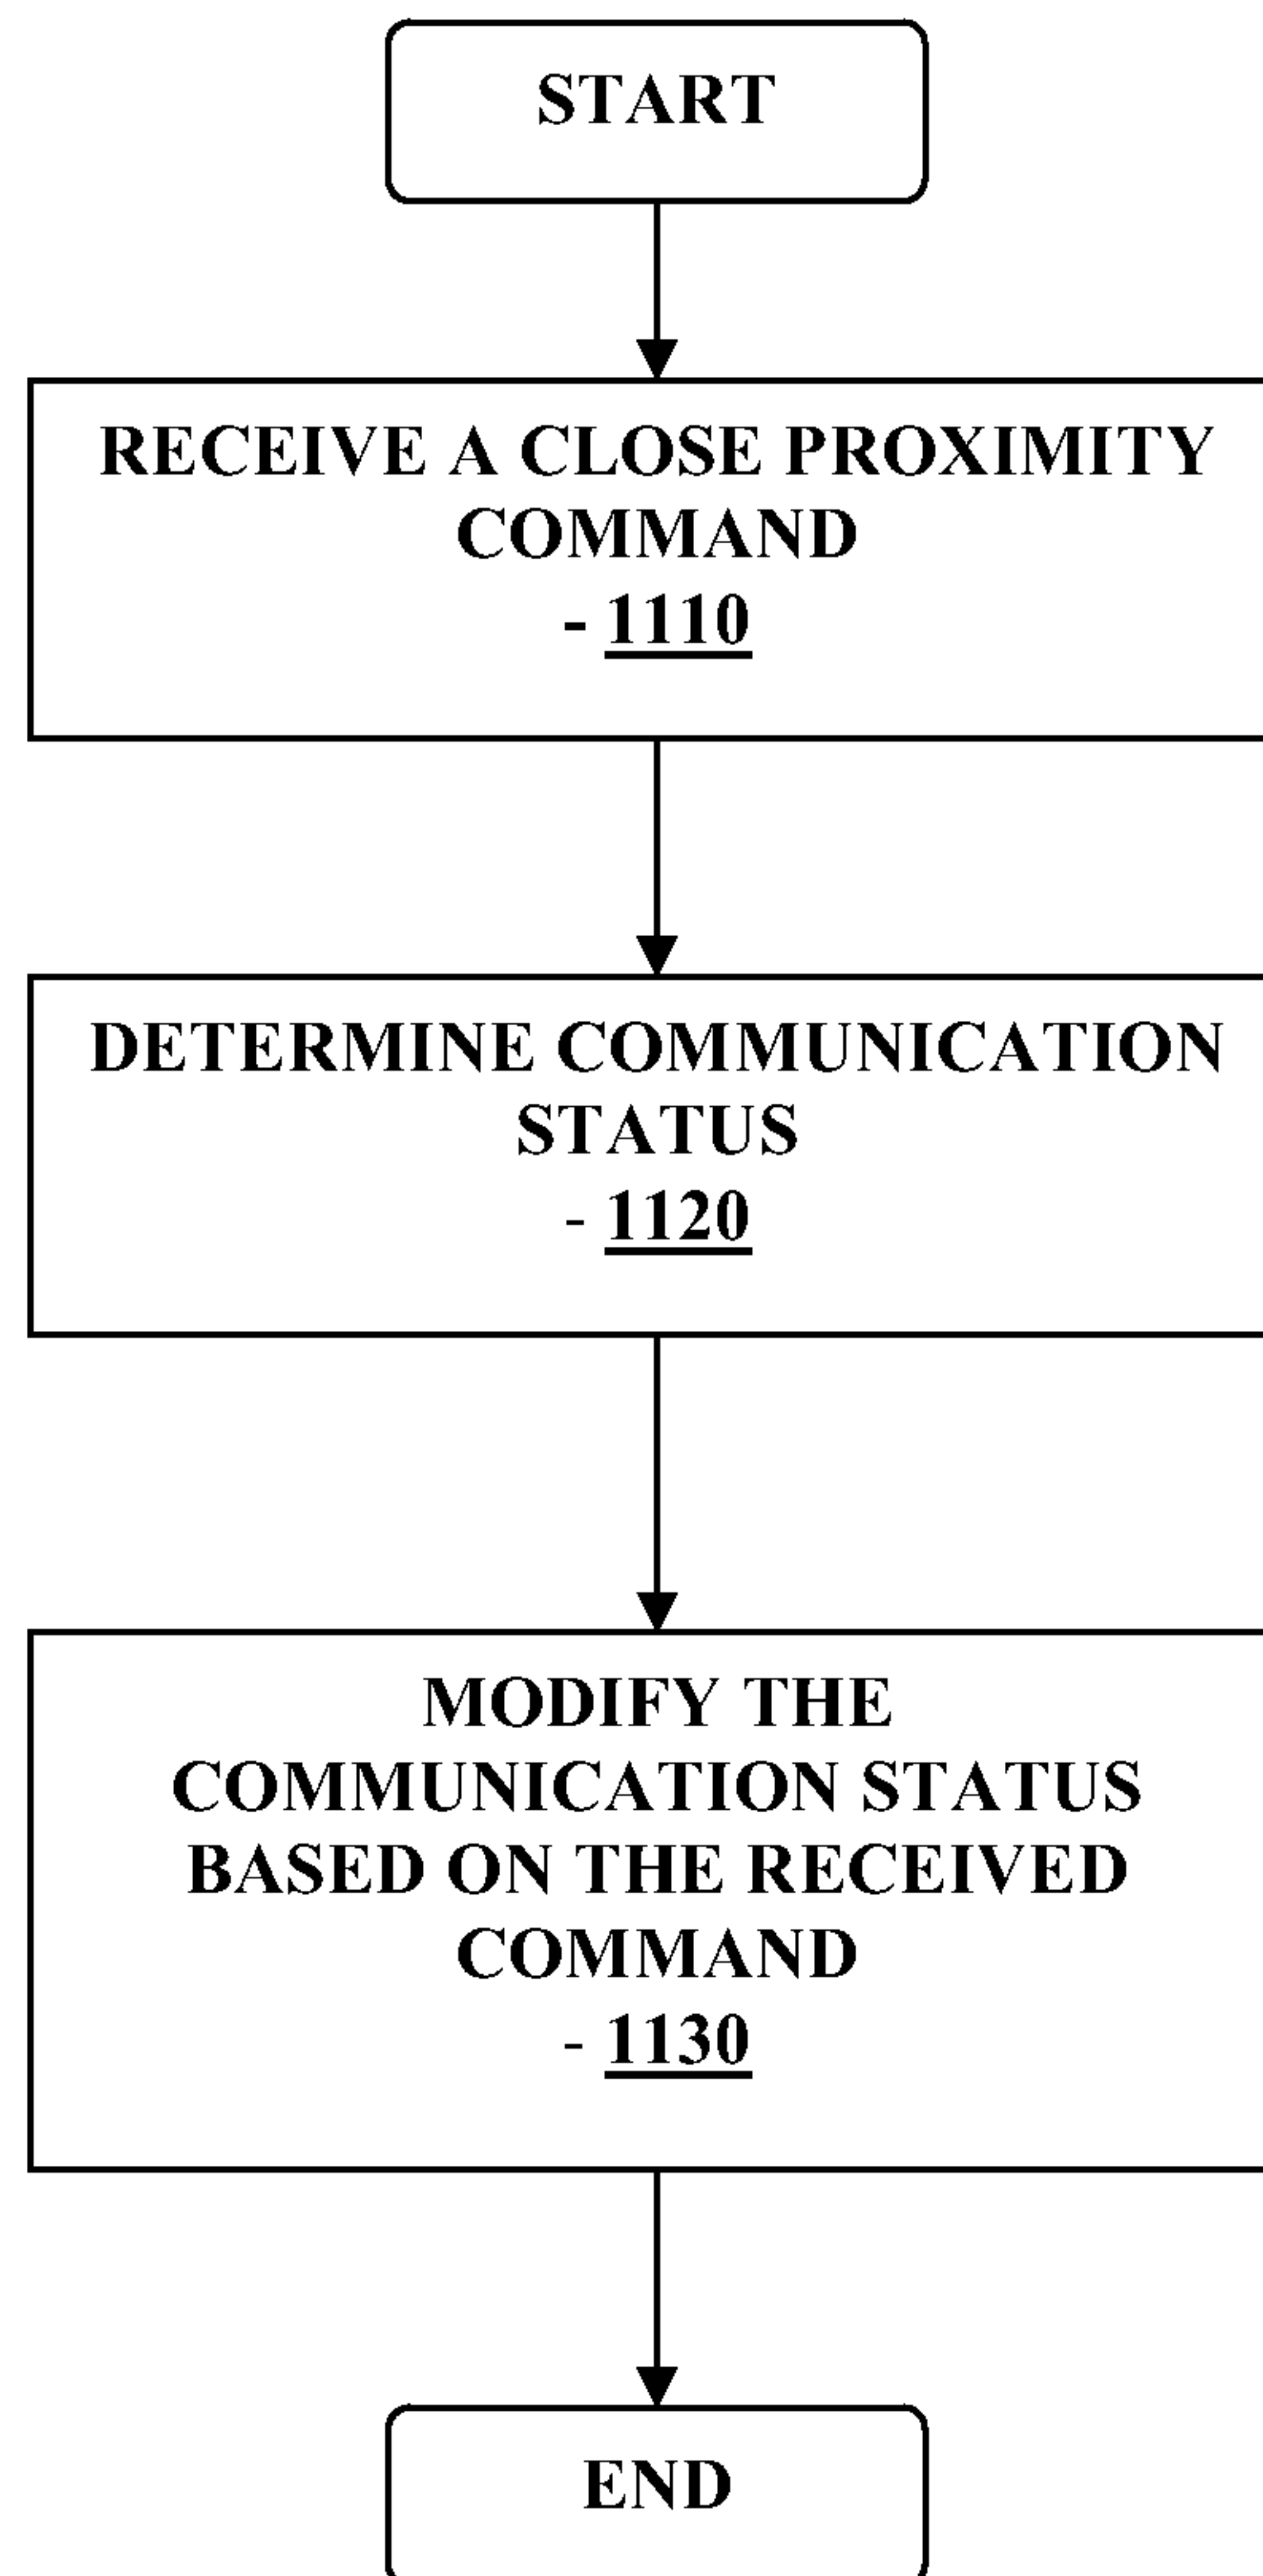 START
RECEIVE A CLOSE PROXIMITY
COMMAND
- 1110
DETERMINE COMMUNICATION
STATUS
- 1120
MODIFY THE
COMMUNICATION STATUS
BASED ON THE RECEIVED
COMMAND
- 1130
END